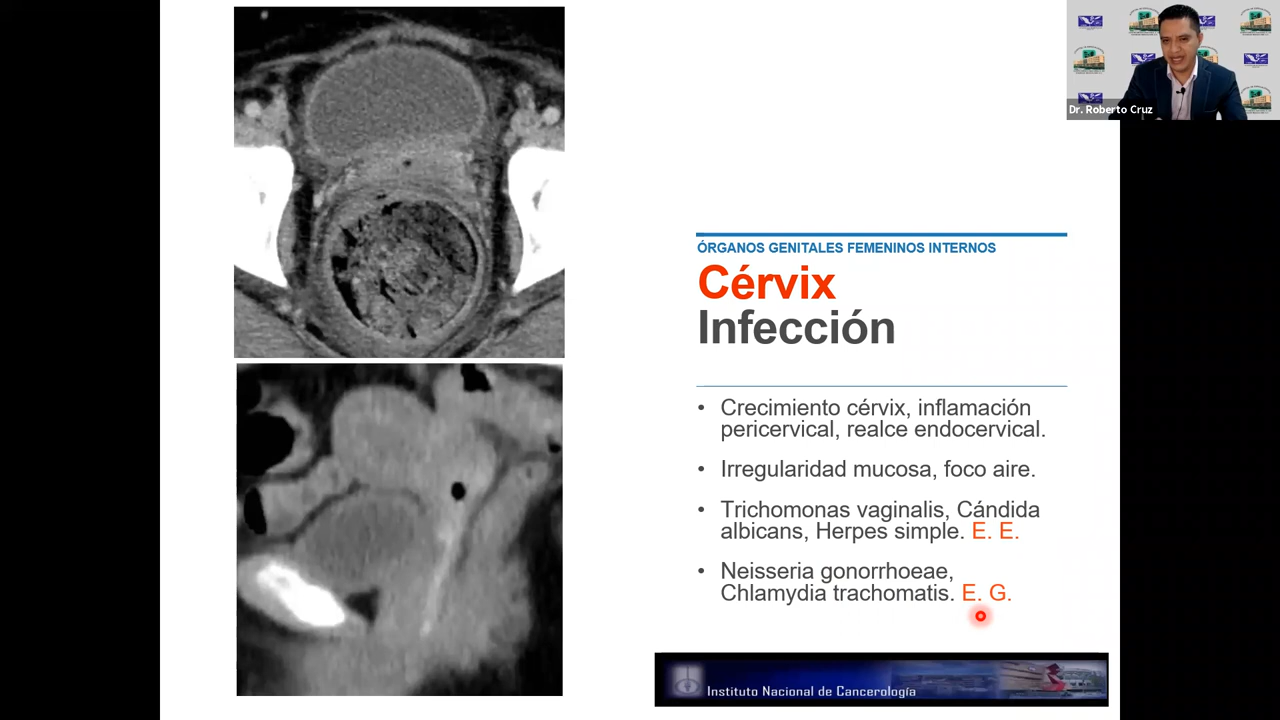 Dr. Roberto Cruz
ÓRGANOS GENITALES FEMENINOS INTERNOS
Cérvix
Infección
• Crecimiento cérvix, inflamación
pericervical, realce endocervical.
• Irregularidad mucosa, foco aire.
• Trichomonas vaginalis, Cándida
albicans, Herpes simple. E. E.
• Neisseria gonorrhoeae,
Chlamydia trachomatis. E. G.
Instituto Nacional de Cancerología